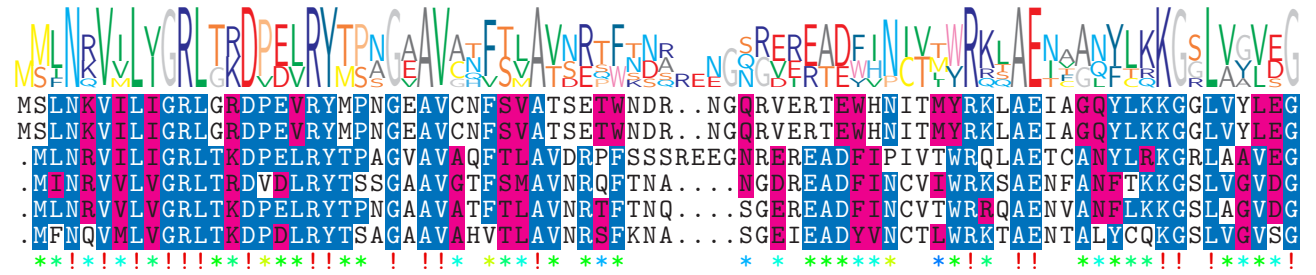 MSLNKVILIGRLGRDPEVRYMPNGEAVCNFSVATSETWNDR..NGQRVERTEWHNITMYRKLAEIAGQYLKKGGLVYLEG
MSLNKVILIGRLGRDPEVRYMPNGEAVCNFSVATSETWNDR..NGQRVERTEWHNITMYRKLAEIAGQYLKKGGLVYLEG
.MLNRVILIGRLTKDPELRYTPAGVAVAQFTLAVDRPFSSSREEGNREREADFIPIVTWRQLAETCANYLRKGRLAAVEG
.MINRVVLVGRLTRDVDLRYTSSGAAVGTFSMAVNRQFTNA....NGDREADFINCVIWRKSAENFANFTKKGSLVGVDG
.MLNRVVLVGRLTKDPELRYTPNGAAVATFTLAVNRTFTNQ....SGEREADFINCVTWRRQAENVANFLKKGSLAGVDG
.MFNQVMLVGRLTKDPDLRYTSAGAAVAHVTLAVNRSFKNA....SGEIEADYVNCTLWRKTAENTALYCQKGSLVGVSG